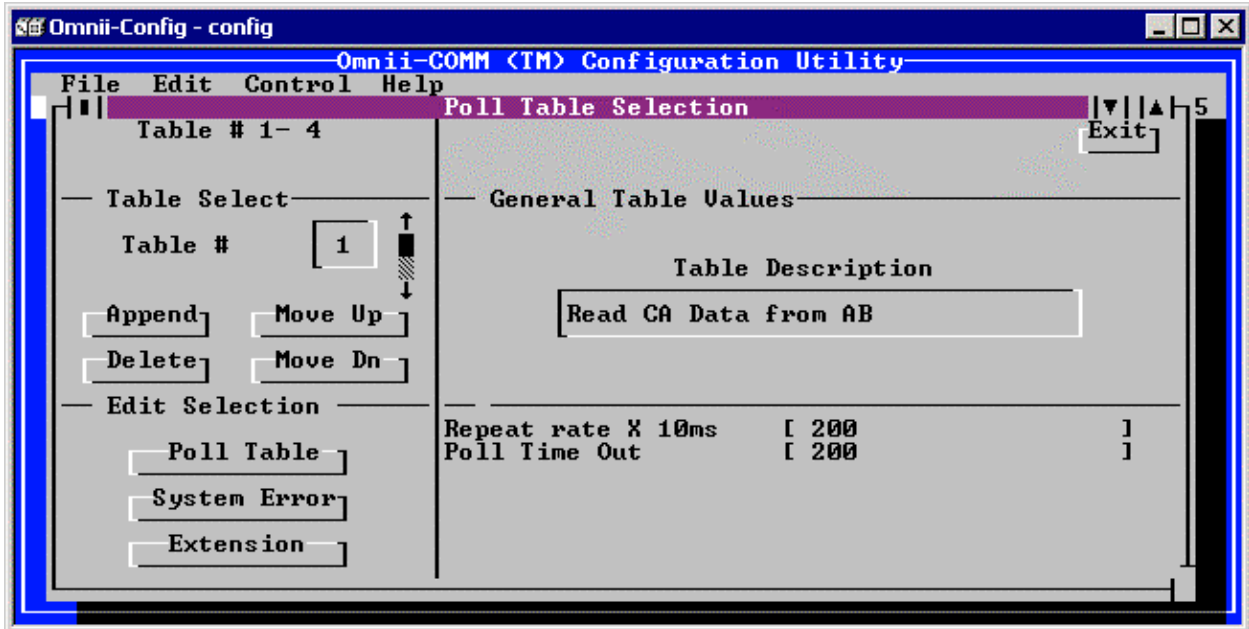 Omnii-Config - config
Omnii-COMM (TM) Configuration Utility
File Edit Control Help
Poll Table Selection
5
Table # 1- 4
Exit
Table Select
General Table Values
Table # 1
Table Description
Append Move Up
Read CA Data from AB
Delete Move Dn
Edit Selection
Repeat rate X 10ms [ 200 ]
Poll Table
Poll Time Out [ 200 ]
System Error
Extension